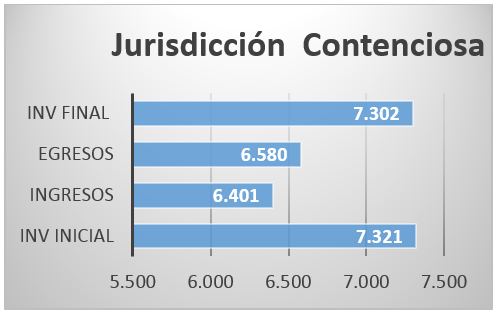 Jurisdicción Contenciosa
INV FINAL 7.302
EGRESOS 6.580
INGRESOS 6.401
INV INICIAL 7.321
5.500 6.000 6.500 7.000 7.500